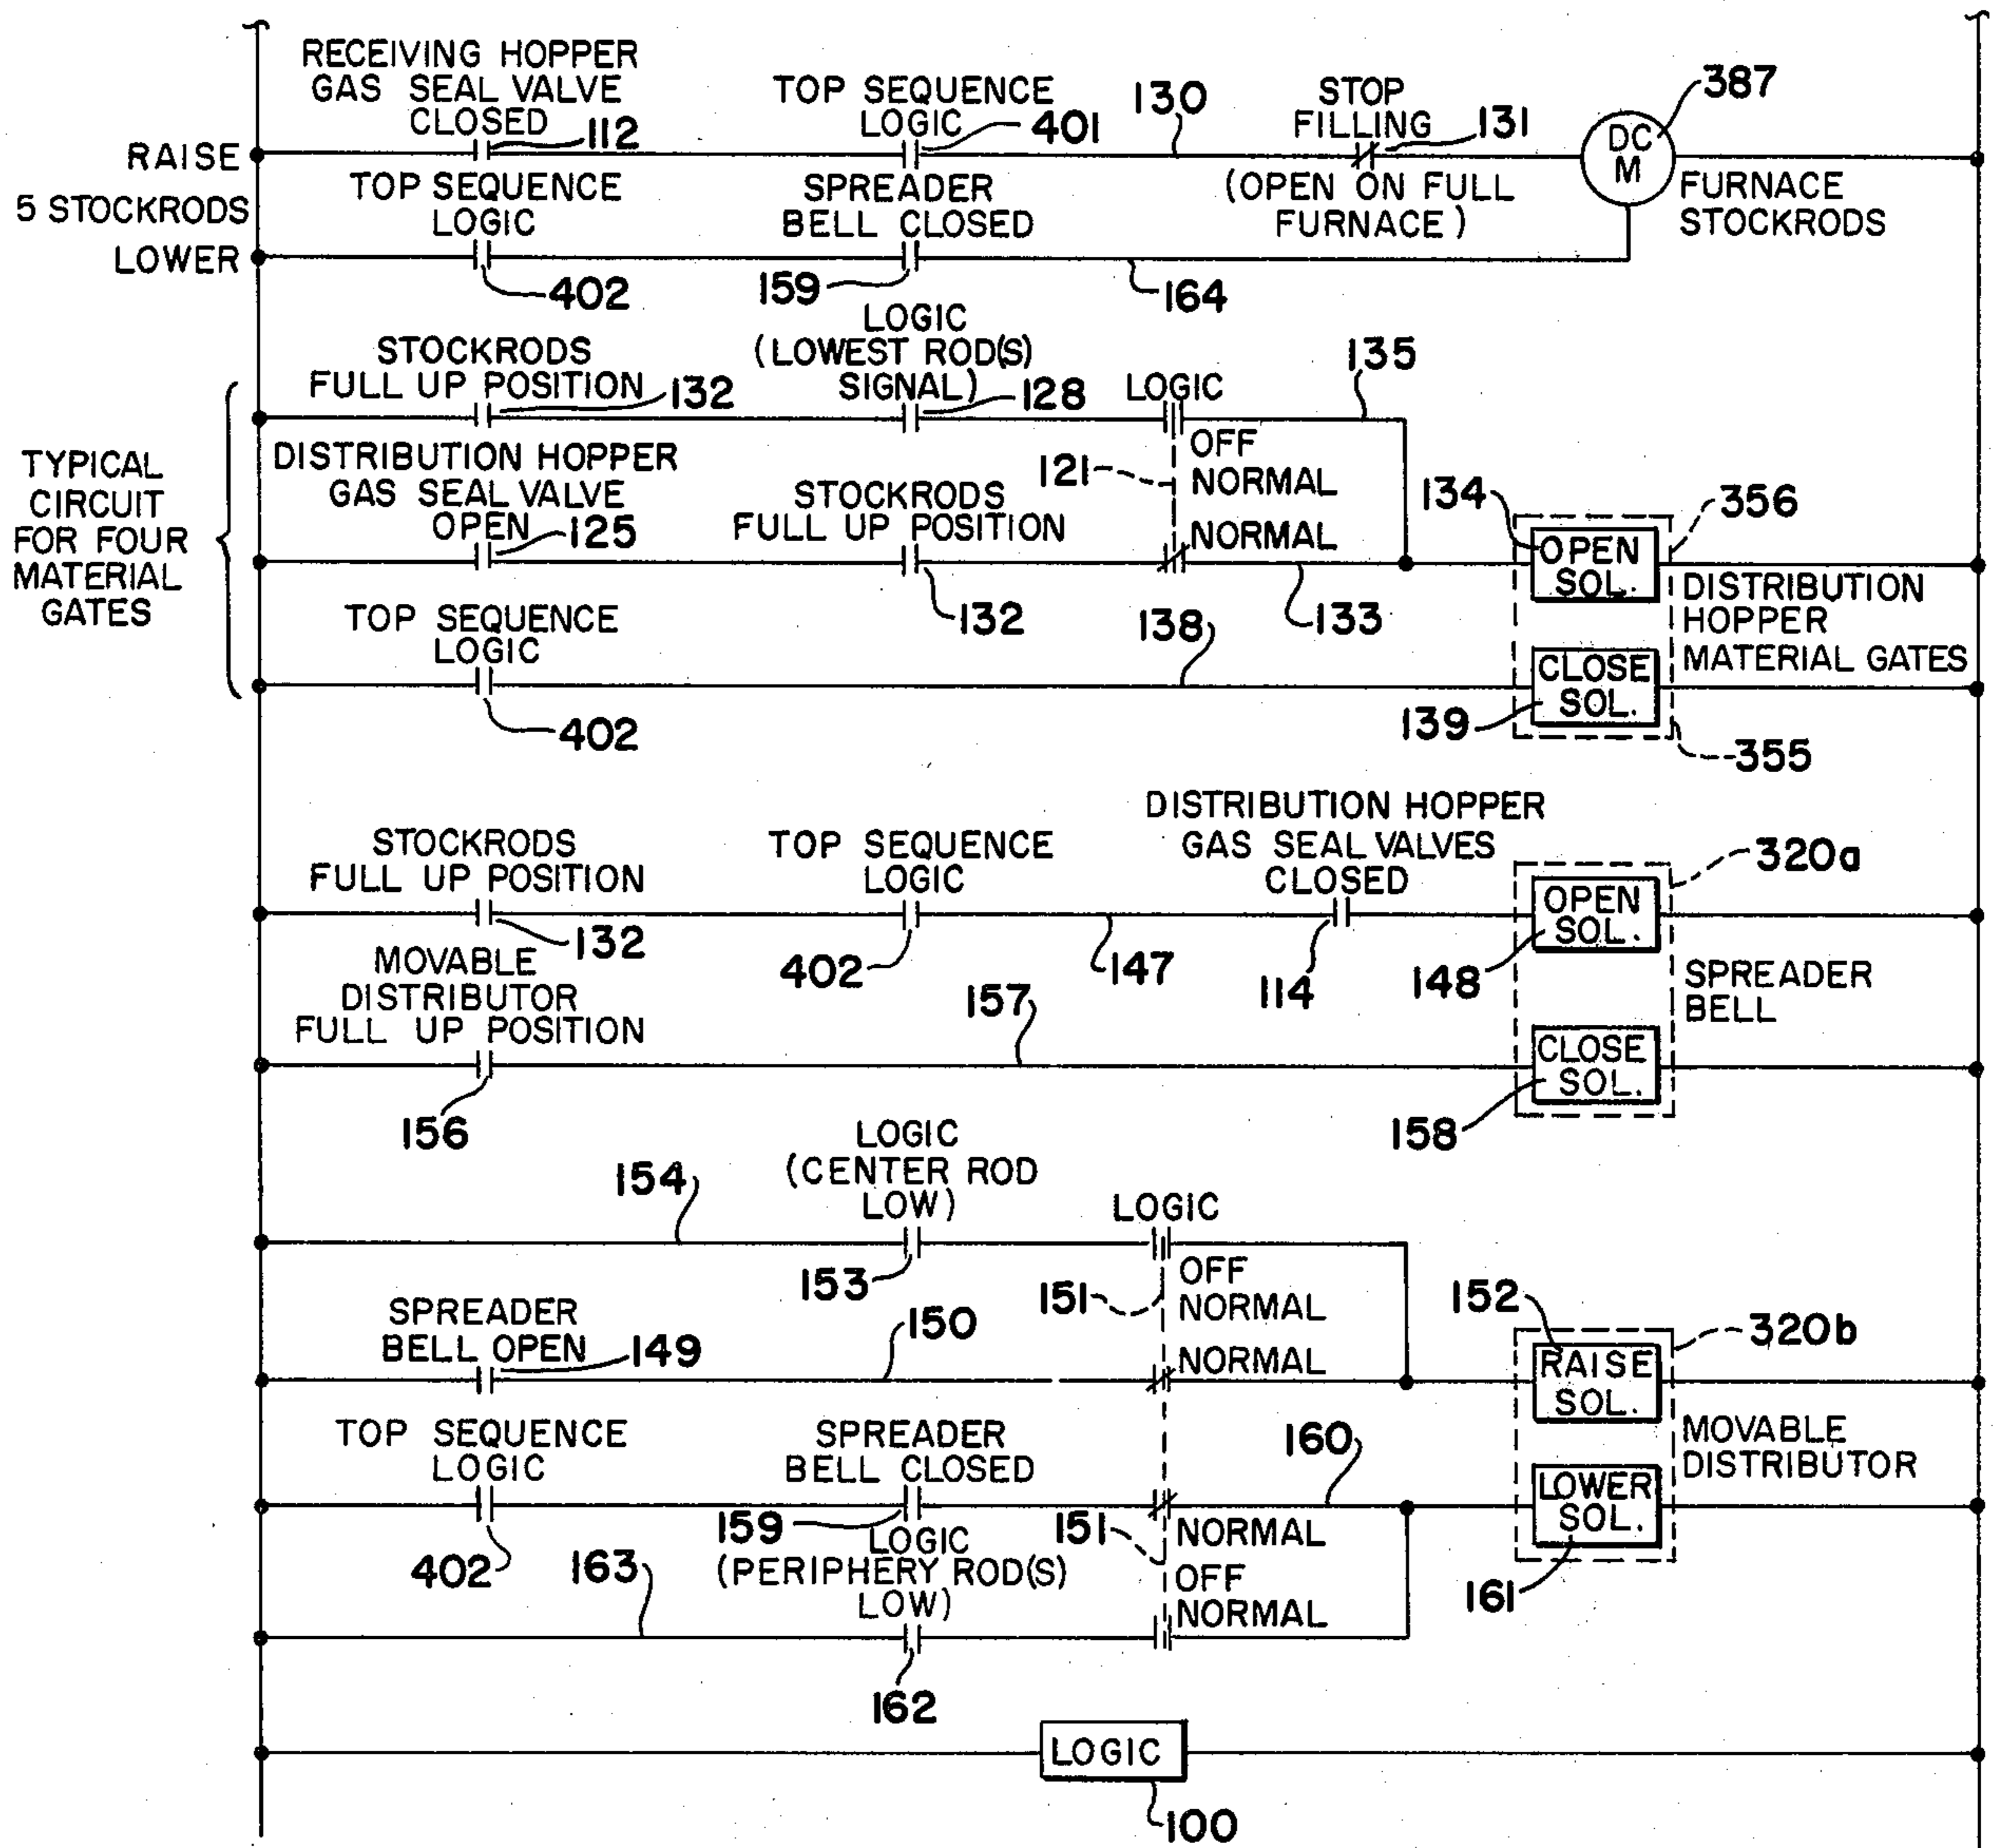 RECEIVING HOPPER
GAS SEAL VALVE
CLOSED
112
TOP SEQUENCE
LOGIC
401
130
STOP
FILLING
131
387
RAISE
DC
M
5 STOCKRODS
TOP SEQUENCE
LOGIC
SPREADER
BELL CLOSED
(OPEN ON FULL
FURNACE)
FURNACE
STOCKRODS
LOWER
402
159
164
STOCKRODS
FULL UP POSITION
132
LOGIC
(LOWEST ROD(S)
SIGNAL)
128
LOGIC
135
TYPICAL
CIRCUIT
FOR FOUR
MATERIAL
GATES
DISTRIBUTION HOPPER
GAS SEAL VALVE
OPEN
125
STOCKRODS
FULL UP POSITION
132
121
OFF
NORMAL
NORMAL
133
134
OPEN
SOL.
356
DISTRIBUTION
HOPPER
MATERIAL GATES
TOP SEQUENCE
LOGIC
402
138
CLOSE
SOL.
139
355
STOCKRODS
FULL UP POSITION
132
TOP SEQUENCE
LOGIC
402
147
DISTRIBUTION HOPPER
GAS SEAL VALVES
CLOSED
114
OPEN
SOL.
148
320a
SPREADER
BELL
MOVABLE
DISTRIBUTOR
FULL UP POSITION
156
157
CLOSE
SOL.
158
154
LOGIC
(CENTER ROD
LOW)
153
LOGIC
151
OFF
NORMAL
SPREADER
BELL OPEN
149
150
NORMAL
152
RAISE
SOL.
320b
MOVABLE
DISTRIBUTOR
TOP SEQUENCE
LOGIC
402
SPREADER
BELL CLOSED
159
160
151
NORMAL
LOWER
SOL.
161
163
LOGIC
(PERIPHERY ROD(S)
LOW)
162
OFF
NORMAL
LOGIC
100